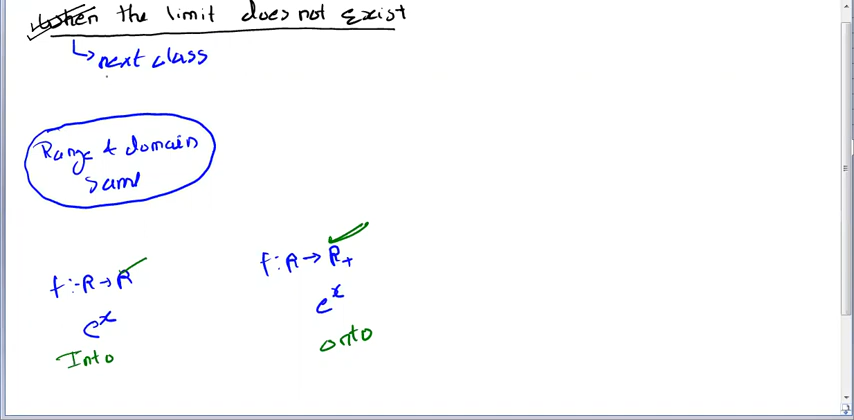 When the limit does not exist
↳ next class
Range & domain
same
f:-R→R
e^x
Into
f:R→R+
e^x
onto